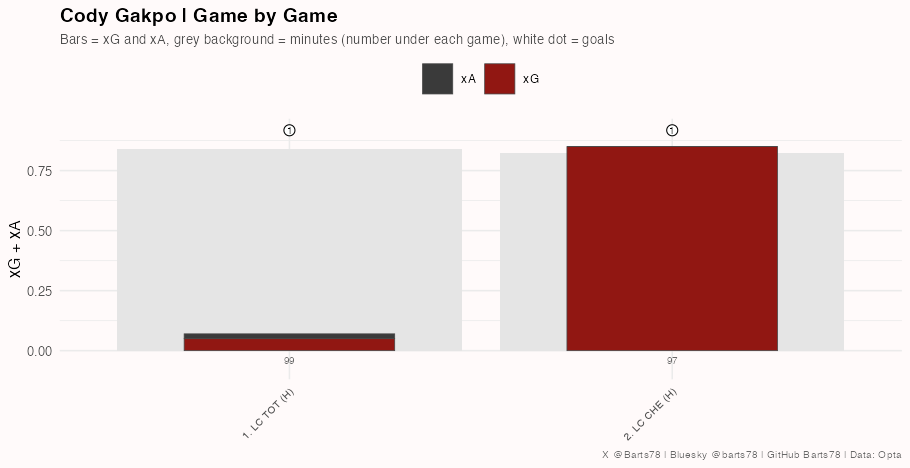 Cody Gakpo | Game by Game
Bars = xG and xA, grey background = minutes (number under each game), white dot = goals
xA xG
1 1
0.75
0.50
0.25
0.00
xG + xA
99 97
1. LC TOT (H) 2. LC CHE (H)
X @Barts78 | Bluesky @barts78 | GitHub Barts78 | Data: Opta